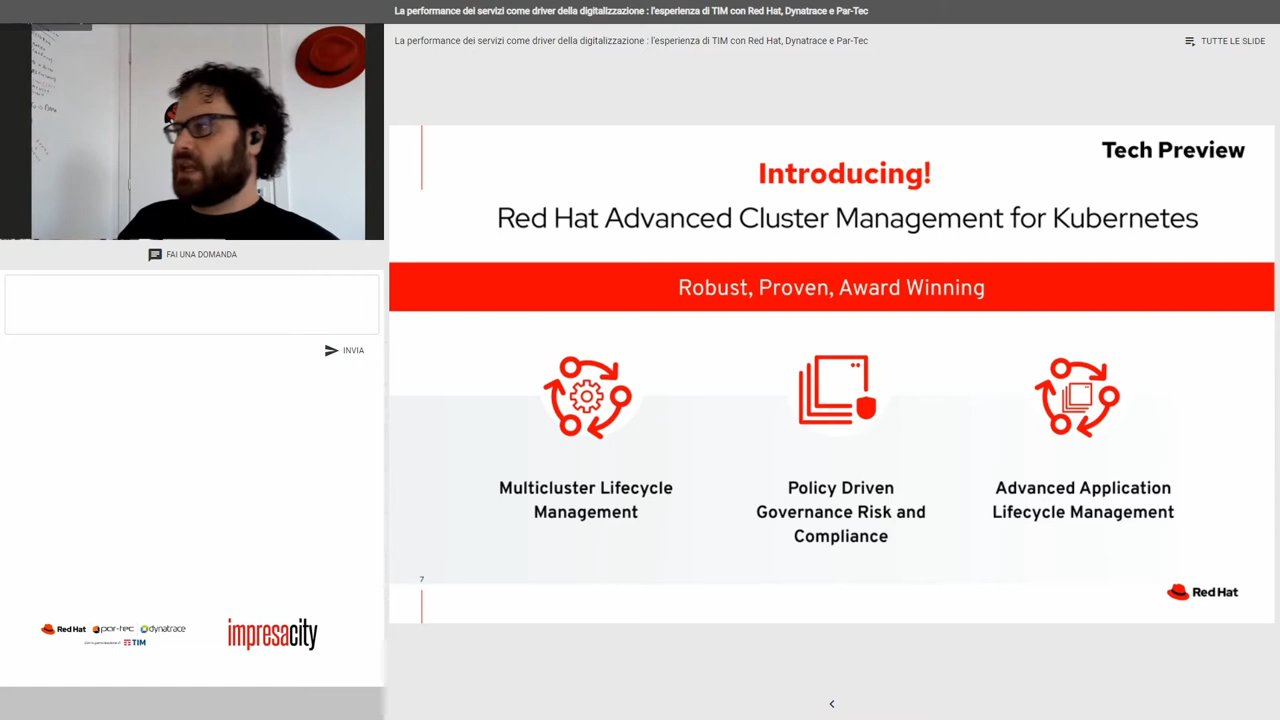 La performance dei servizi come driver della digitalizzazione : l'esperienza di TIM con Red Hat, Dynatrace e Par-Tec
La performance dei servizi come driver della digitalizzazione : l'esperienza di TIM con Red Hat, Dynatrace e Par-Tec
TUTTE LE SLIDE
Tech Preview
Introducing!
Red Hat Advanced Cluster Management for Kubernetes
FAI UNA DOMANDA
Robust, Proven, Award Winning
INVIA
Multicluster Lifecycle
Management
Policy Driven
Governance Risk and
Compliance
Advanced Application
Lifecycle Management
7
Red Hat
Red Hat par-tec dynatrace
TIM
impresacity